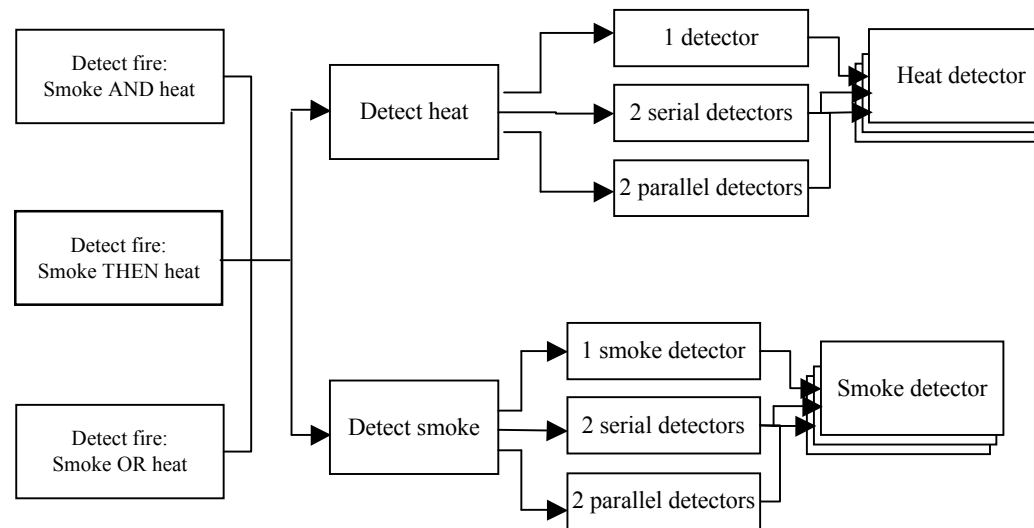 Detect fire:
Smoke AND heat
Detect fire:
Smoke THEN heat
Detect fire:
Smoke OR heat
Detect heat
Detect smoke
1 detector
2 serial detectors
2 parallel detectors
Heat detector
1 smoke detector
2 serial detectors
2 parallel detectors
Smoke detector